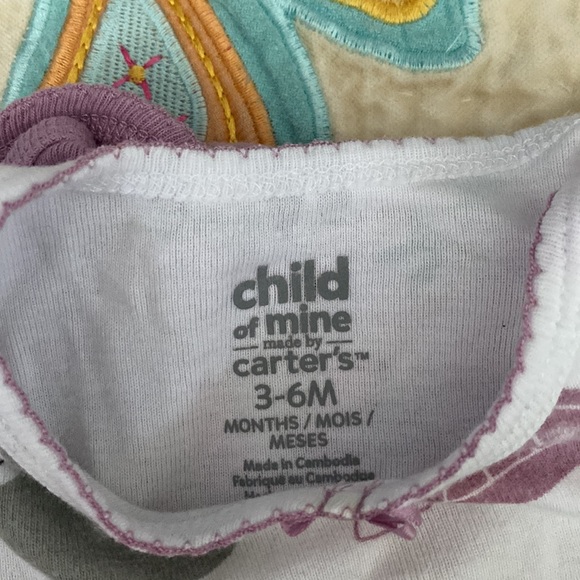 child
of mine
made by
carter's™
3-6M
MONTHS / MOIS /
MESES
Made in Cambodia
Fabriqué au Cambodge